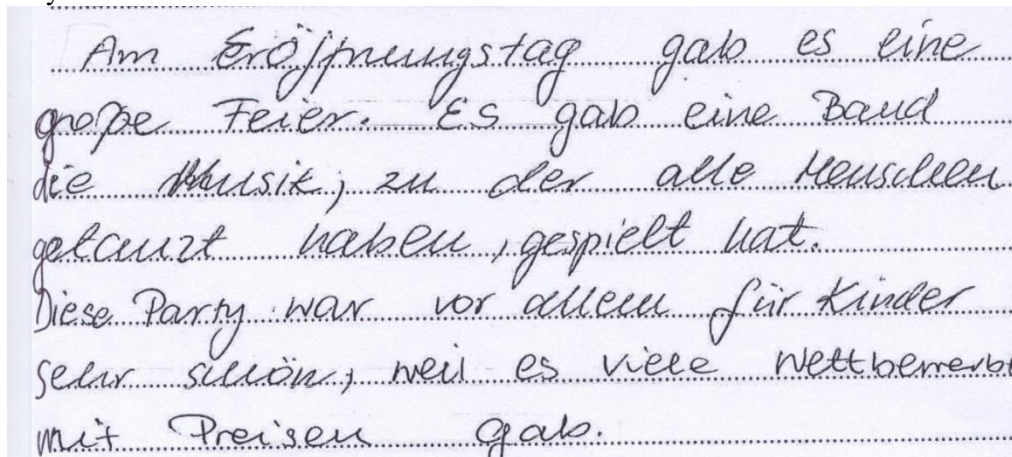 Am Eröffnungstag gab es eine
große Feier. Es gab eine Band
die Musik, zu der alle Menschen
getanzt haben, gespielt hat.
Diese Party war vor allem für Kinder
sehr schön, weil es viele Wettbewerb
mit Preisen gab.